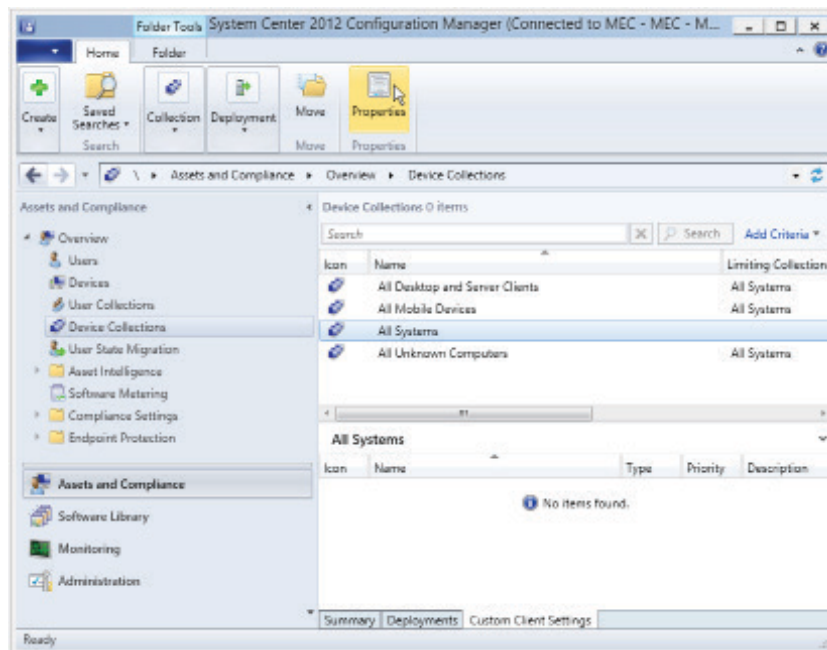 Folder Tools System Center 2012 Configuration Manager (Connected to MEC - MEC - M...
Home Folder
Create Saved Searches Collection Deployment Move Properties
Search Move Properties
\ Assets and Compliance Overview Device Collections
Assets and Compliance
Overview
Users
Devices
User Collections
Device Collections
User State Migration
Asset Intelligence
Software Metering
Compliance Settings
Endpoint Protection
Assets and Compliance
Software Library
Monitoring
Administration
Device Collections 0 items
Search Search Add Criteria
Icon Name Limiting Collection
All Desktop and Server Clients All Systems
All Mobile Devices All Systems
All Systems
All Unknown Computers All Systems
All Systems
Icon Name Type Priority Description
No items found.
Summary Deployments Custom Client Settings
Ready